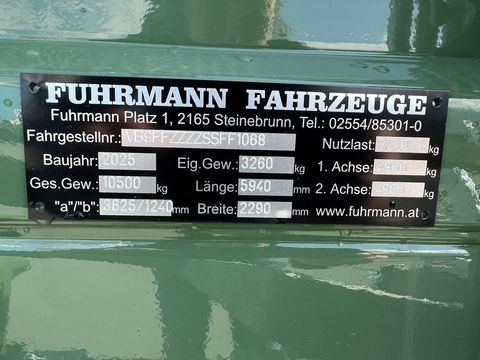 FUHRMANN FAHRZEUGE
Fuhrmann Platz 1, 2165 Steinebrunn, Tel.: 02554/85301-0
Fahrgestellnr.: Nutzlast.: kg
Baujahr: 2025 Eig.Gew.: 3260 kg 1. Achse: kg
Ges.Gew.: 10500 kg Länge: 5940 mm 2. Achse: kg
"a"/"b": 3625/1240 mm Breite: 2290 mm www.fuhrmann.at